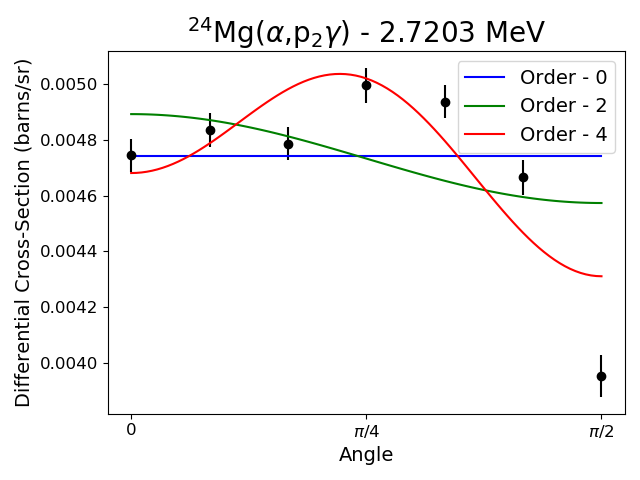 ²⁴Mg(α,p₂γ) - 2.7203 MeV
Differential Cross-Section (barns/sr)
0.0050
0.0048
0.0046
0.0044
0.0042
0.0040
Order - 0
Order - 2
Order - 4
0
π/4
π/2
Angle